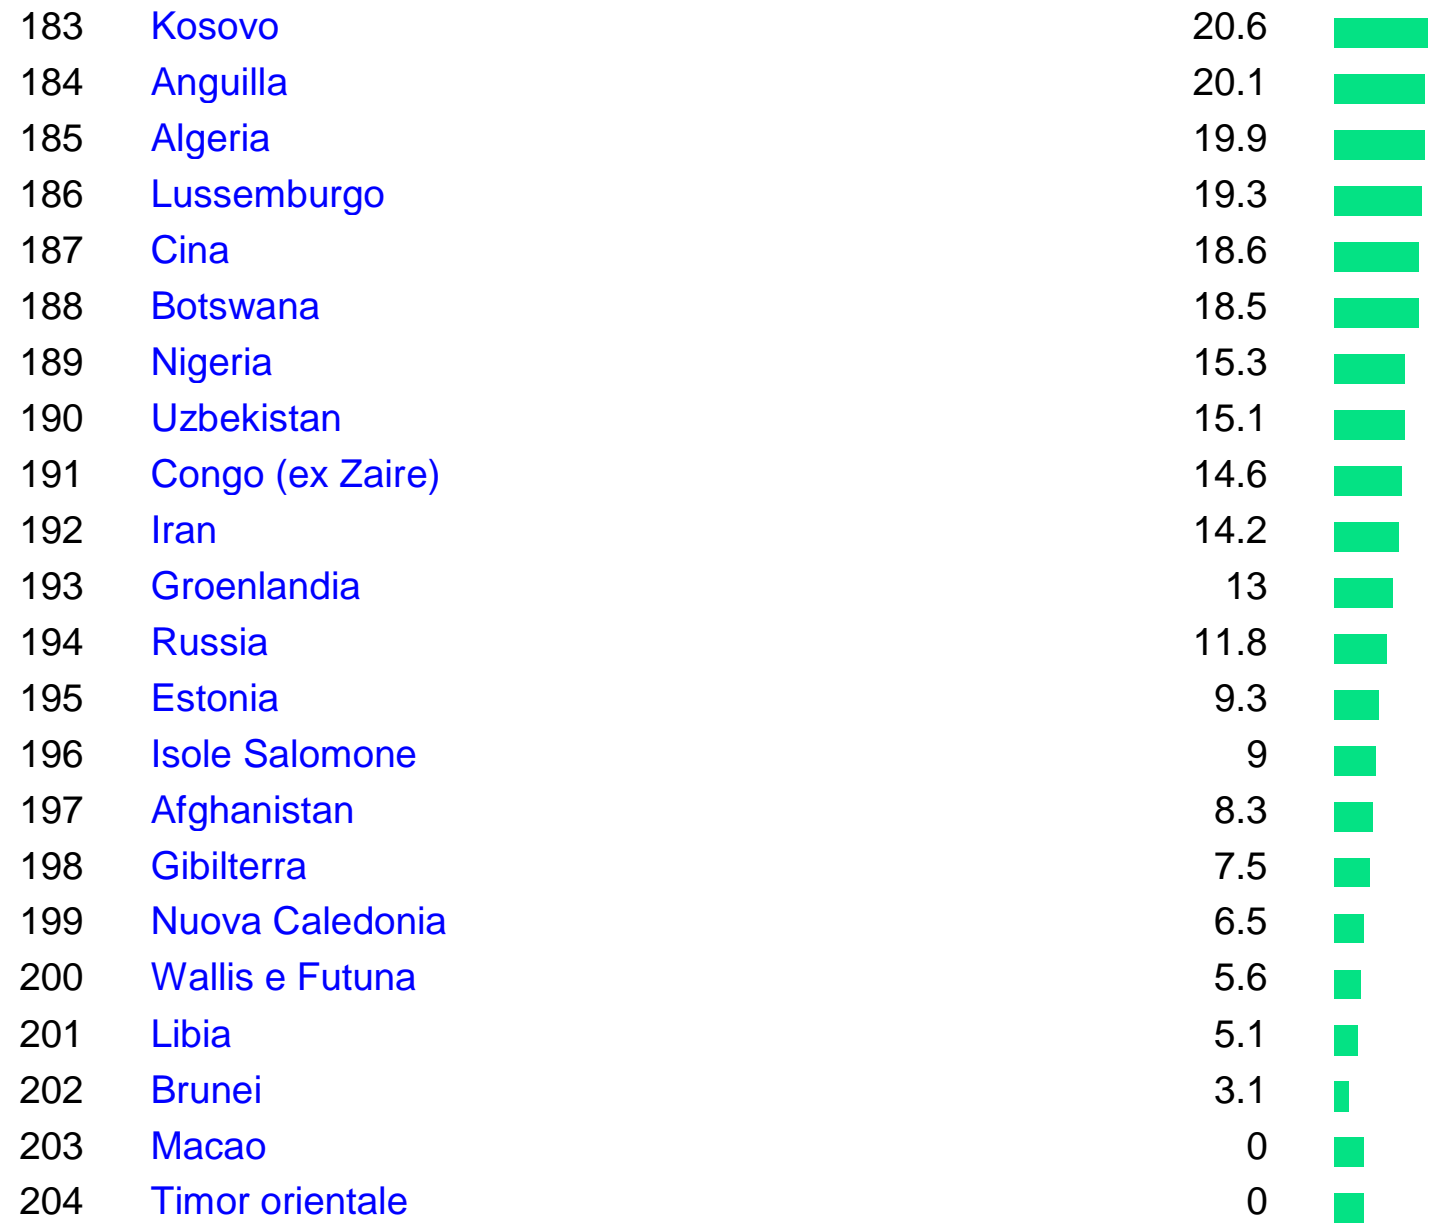 183 Kosovo 20.6
184 Anguilla 20.1
185 Algeria 19.9
186 Lussemburgo 19.3
187 Cina 18.6
188 Botswana 18.5
189 Nigeria 15.3
190 Uzbekistan 15.1
191 Congo (ex Zaire) 14.6
192 Iran 14.2
193 Groenlandia 13
194 Russia 11.8
195 Estonia 9.3
196 Isole Salomone 9
197 Afghanistan 8.3
198 Gibilterra 7.5
199 Nuova Caledonia 6.5
200 Wallis e Futuna 5.6
201 Libia 5.1
202 Brunei 3.1
203 Macao 0
204 Timor orientale 0